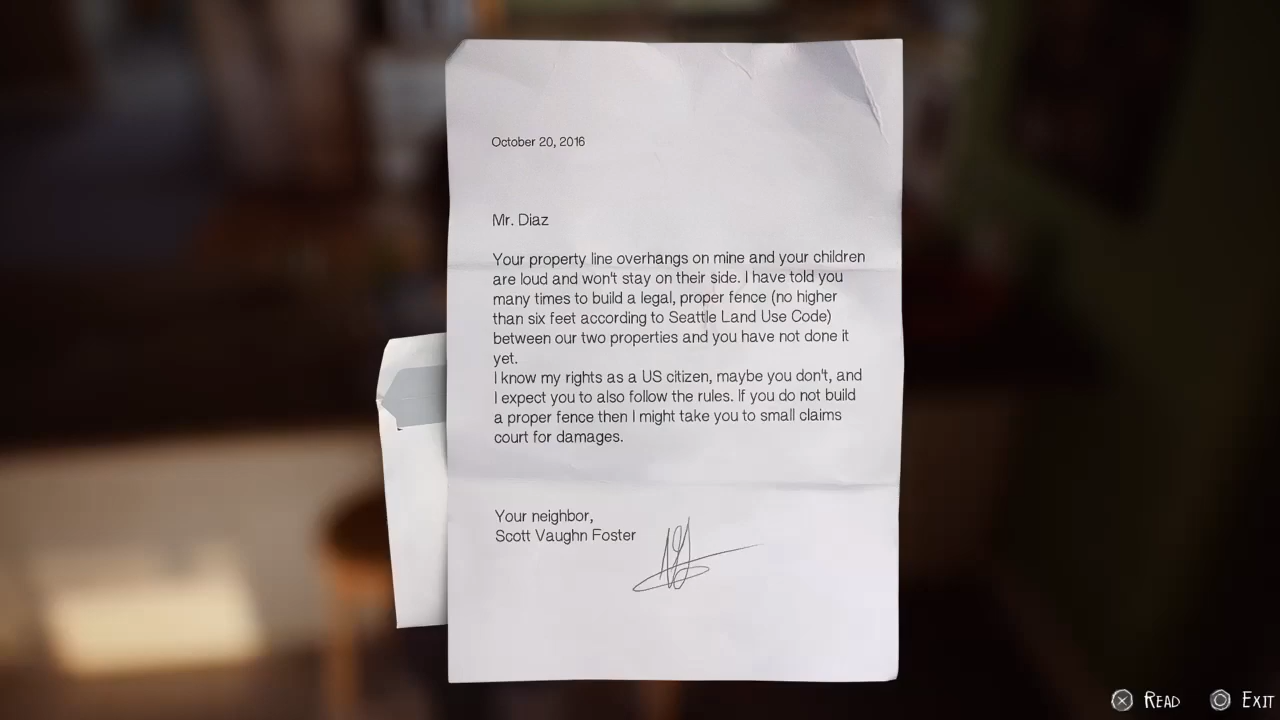 October 20, 2016
Mr. Diaz
Your property line overhangs on mine and your children
are loud and won't stay on their side. I have told you
many times to build a legal, proper fence (no higher
than six feet according to Seattle Land Use Code)
between our two properties and you have not done it
yet.
I know my rights as a US citizen, maybe you don't, and
I expect you to also follow the rules. If you do not build
a proper fence then I might take you to small claims
court for damages.
Your neighbor,
Scott Vaughn Foster
READ EXIT